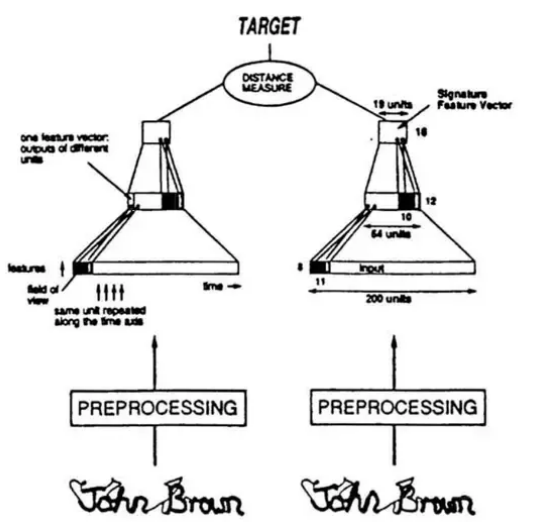 TARGET
DISTANCE
MEASURE
19 units
Signature
Feature Vector
16
one feature vector:
outputs of different
units
12
10
64 units
features
8
input
time
field of
view
11
200 units
same unit repeated
along the time axis
PREPROCESSING
PREPROCESSING
John Brown
John Brown